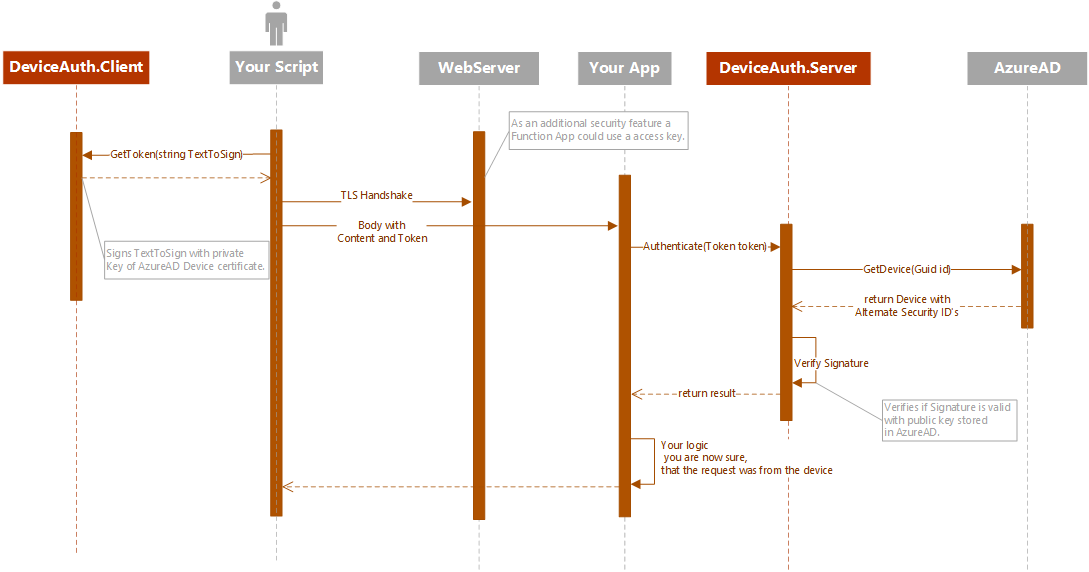 DeviceAuth.Client
Your Script
WebServer
Your App
DeviceAuth.Server
AzureAD
As an additional security feature a
Function App could use a access key.
GetToken(string TextToSign)
TLS Handshake
Body with
Content and Token
Signs TextToSign with private
Key of AzureAD Device certificate.
Authenticate(Token token)
GetDevice(Guid id)
return Device with
Alternate Security ID's
Verify Signature
return result
Verifies if Signature is valid
with public key stored
in AzureAD.
Your logic
you are now sure,
that the request was from the device